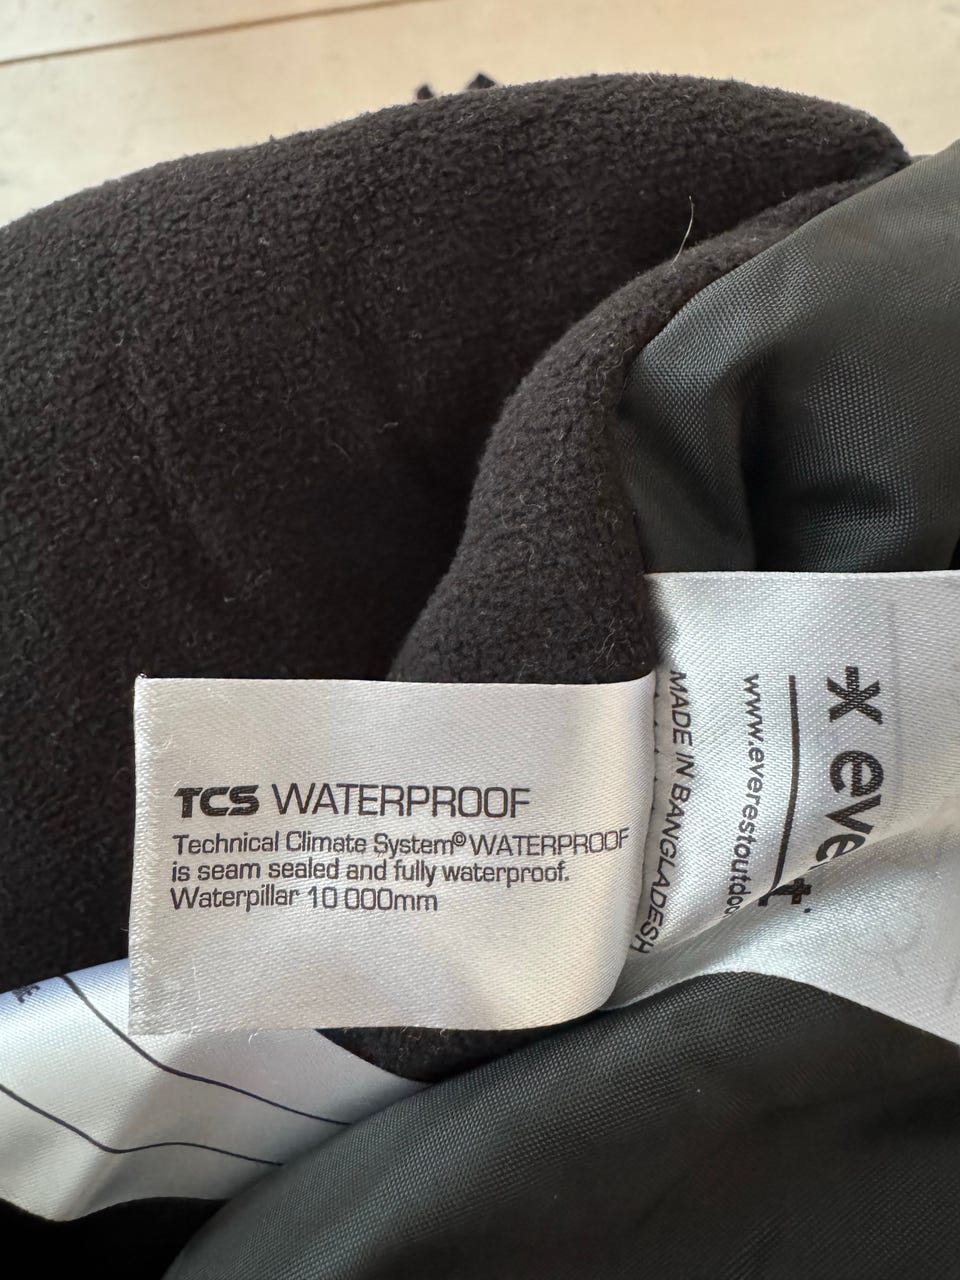 TCS WATERPROOF
Technical Climate System© WATERPROOF
is seam sealed and fully waterproof.
Waterpillar 10 000mm
MADE IN BANGLADESH